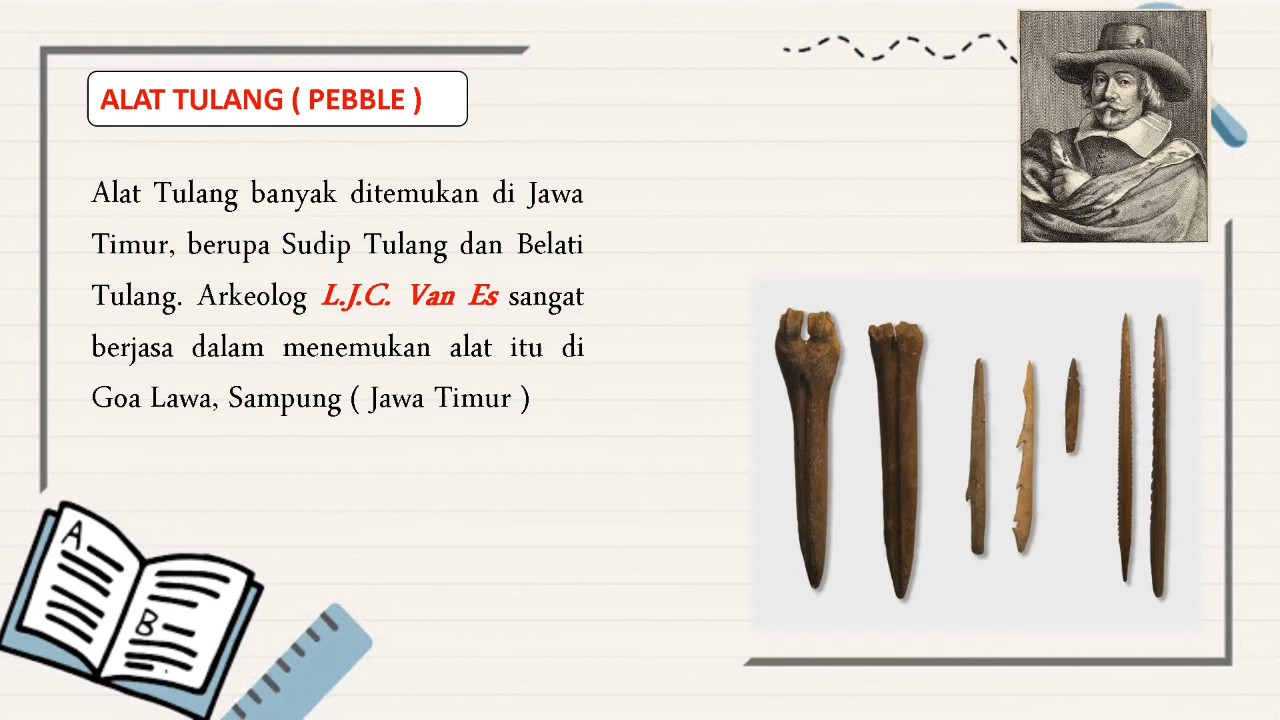 ALAT TULANG ( PEBBLE )
Alat Tulang banyak ditemukan di Jawa
Timur, berupa Sudip Tulang dan Belati
Tulang. Arkeolog L.J.C. Van Es sangat
berjasa dalam menemukan alat itu di
Goa Lawa, Sampung ( Jawa Timur )
A
B